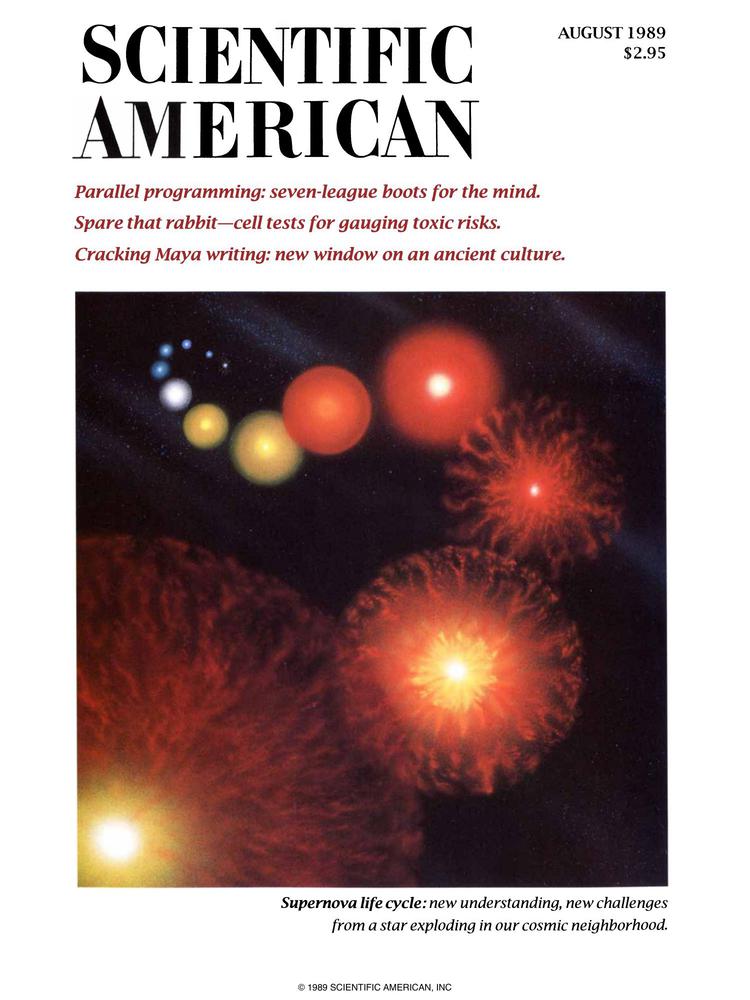 SCIENTIFIC
AMERICAN
AUGUST 1989
$2.95
Parallel programming: seven-league boots for the mind.
Spare that rabbit—cell tests for gauging toxic risks.
Cracking Maya writing: new window on an ancient culture.
Supernova life cycle: new understanding, new challenges
from a star exploding in our cosmic neighborhood.
© 1989 SCIENTIFIC AMERICAN, INC